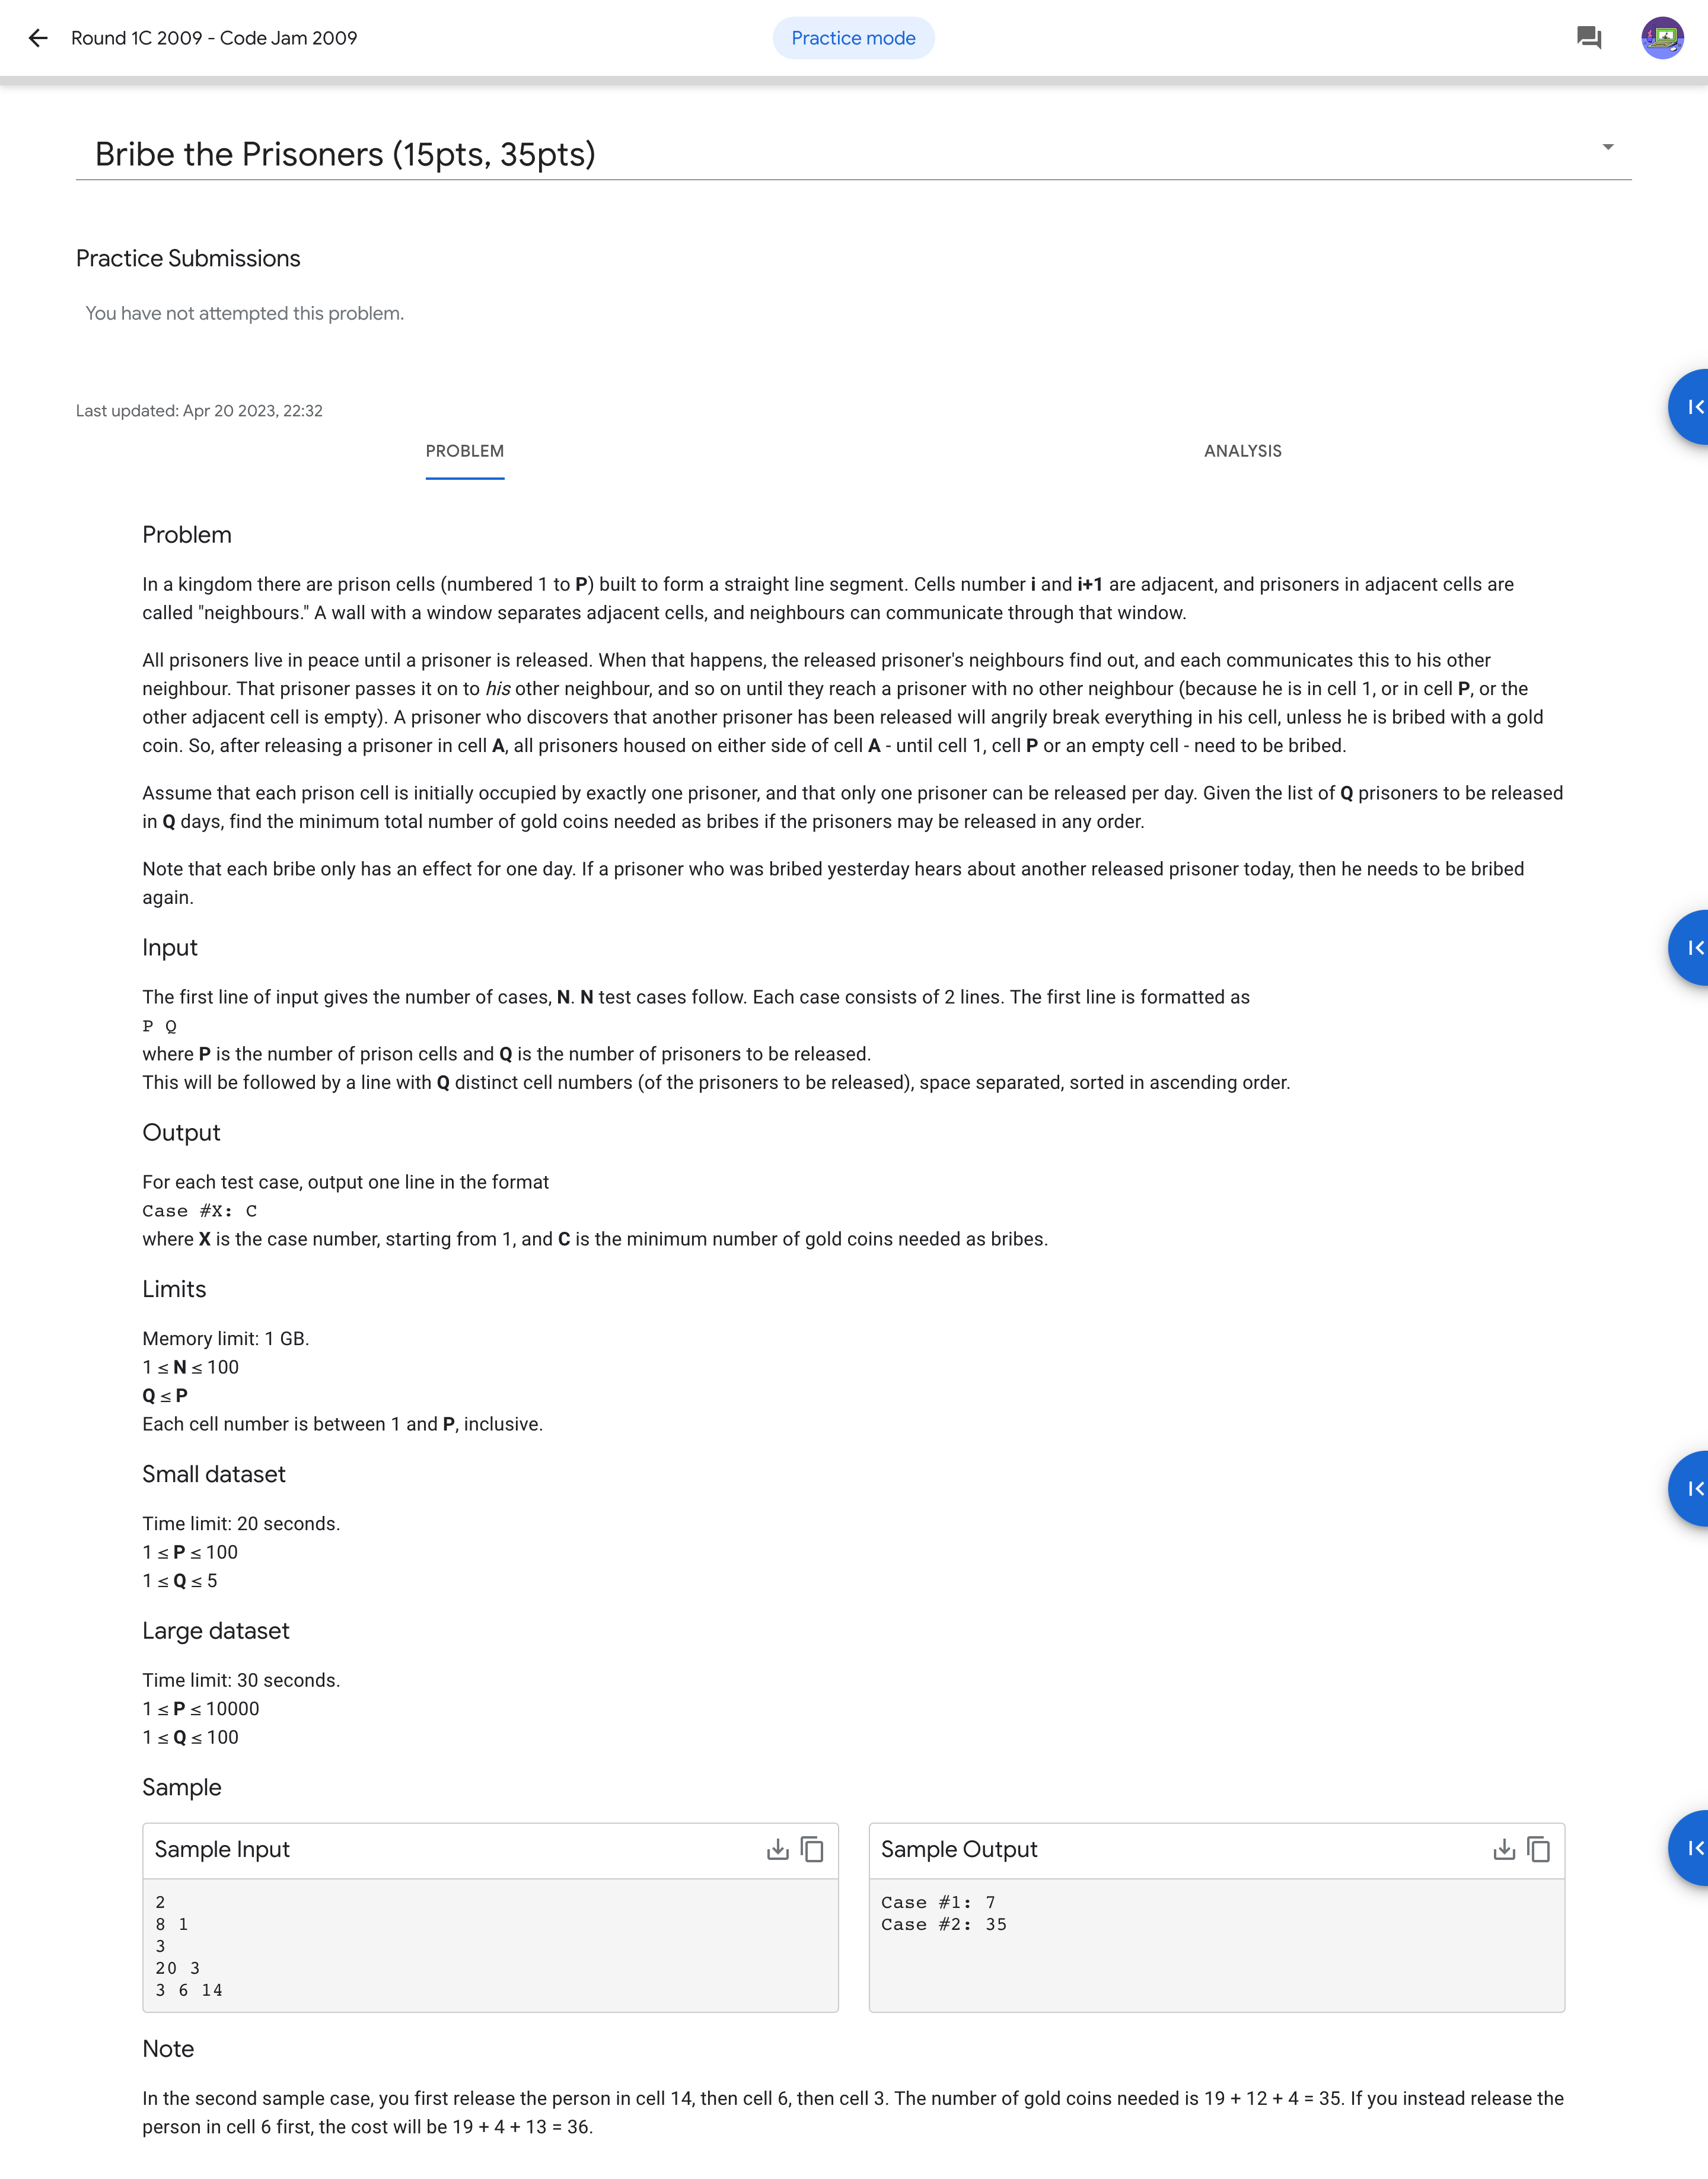 Round 1C 2009 - Code Jam 2009
Practice mode
Bribe the Prisoners (15pts, 35pts)
Practice Submissions
You have not attempted this problem.
Last updated: Apr 20 2023, 22:32
PROBLEM
ANALYSIS
Problem
In a kingdom there are prison cells (numbered 1 to P) built to form a straight line segment. Cells number i and i+1 are adjacent, and prisoners in adjacent cells are
called "neighbours." A wall with a window separates adjacent cells, and neighbours can communicate through that window.
All prisoners live in peace until a prisoner is released. When that happens, the released prisoner's neighbours find out, and each communicates this to his other
neighbour. That prisoner passes it on to his other neighbour, and so on until they reach a prisoner with no other neighbour (because he is in cell 1, or in cell P, or the
other adjacent cell is empty). A prisoner who discovers that another prisoner has been released will angrily break everything in his cell, unless he is bribed with a gold
coin. So, after releasing a prisoner in cell A, all prisoners housed on either side of cell A - until cell 1, cell P or an empty cell - need to be bribed.
Assume that each prison cell is initially occupied by exactly one prisoner, and that only one prisoner can be released per day. Given the list of Q prisoners to be released
in Q days, find the minimum total number of gold coins needed as bribes if the prisoners may be released in any order.
Note that each bribe only has an effect for one day. If a prisoner who was bribed yesterday hears about another released prisoner today, then he needs to be bribed
again.
Input
The first line of input gives the number of cases, N. N test cases follow. Each case consists of 2 lines. The first line is formatted as
P Q
where P is the number of prison cells and Q is the number of prisoners to be released.
This will be followed by a line with Q distinct cell numbers (of the prisoners to be released), space separated, sorted in ascending order.
Output
For each test case, output one line in the format
Case #X: C
where X is the case number, starting from 1, and C is the minimum number of gold coins needed as bribes.
Limits
Memory limit: 1 GB.
1 ≤ N ≤ 100
Q ≤ P
Each cell number is between 1 and P, inclusive.
Small dataset
Time limit: 20 seconds.
1 ≤ P ≤ 100
1 ≤ Q ≤ 5
Large dataset
Time limit: 30 seconds.
1 ≤ P ≤ 10000
1 ≤ Q ≤ 100
Sample
Sample Input
2
8 1
3
20 3
3 6 14
Sample Output
Case #1: 7
Case #2: 35
Note
In the second sample case, you first release the person in cell 14, then cell 6, then cell 3. The number of gold coins needed is 19 + 12 + 4 = 35. If you instead release the
person in cell 6 first, the cost will be 19 + 4 + 13 = 36.